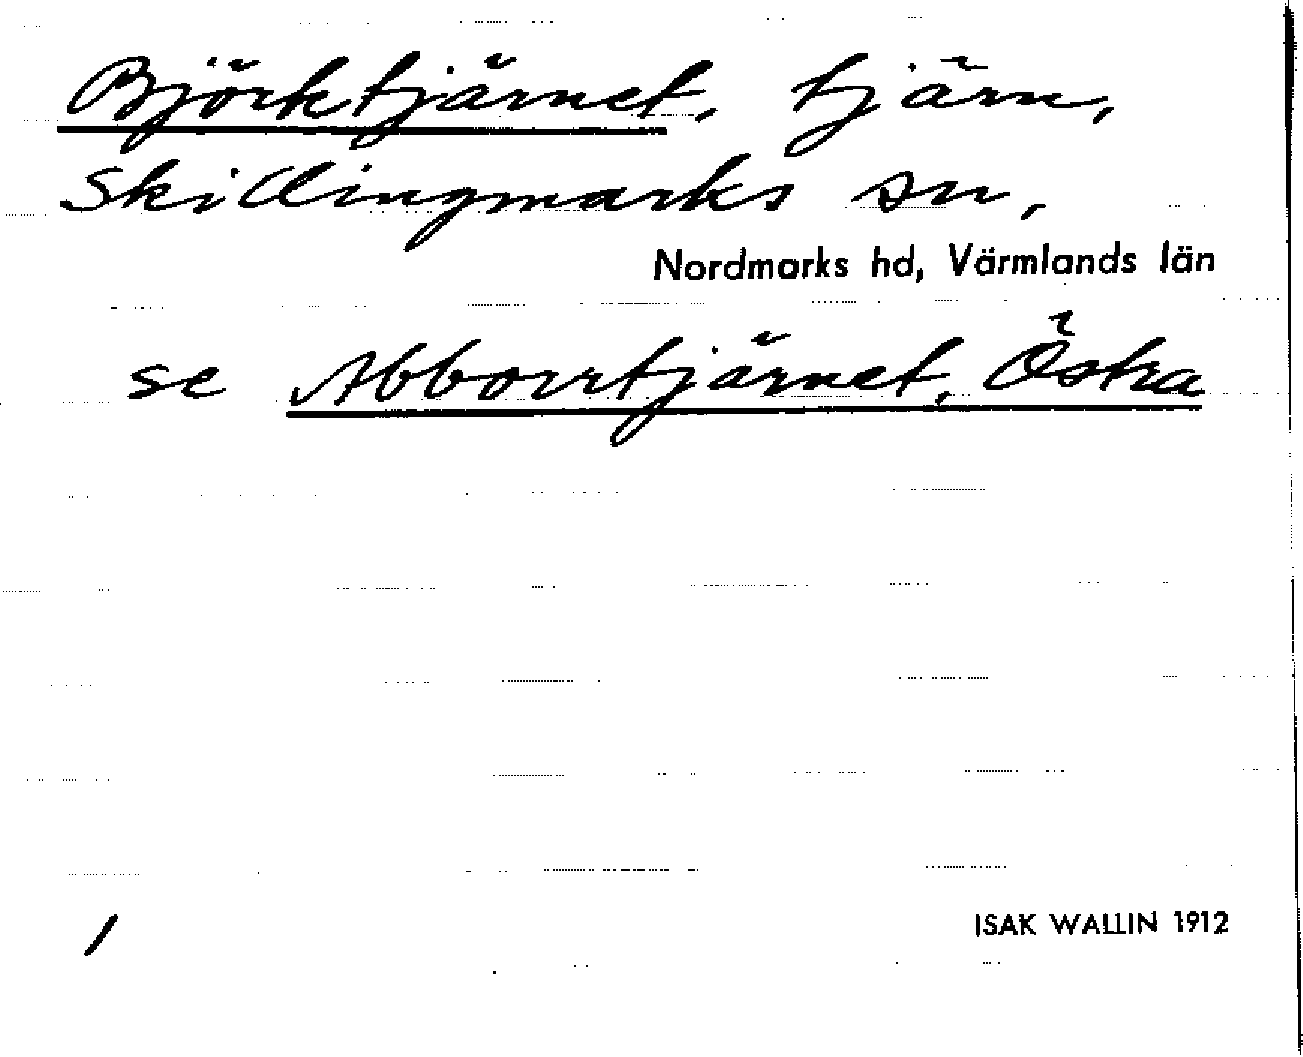 Björktjärnet, tjärn,
Skillingmarks sn,
Nordmarks hd, Värmlands län
se Abborrtjärnet, Östra
1
ISAK WALLIN 1912